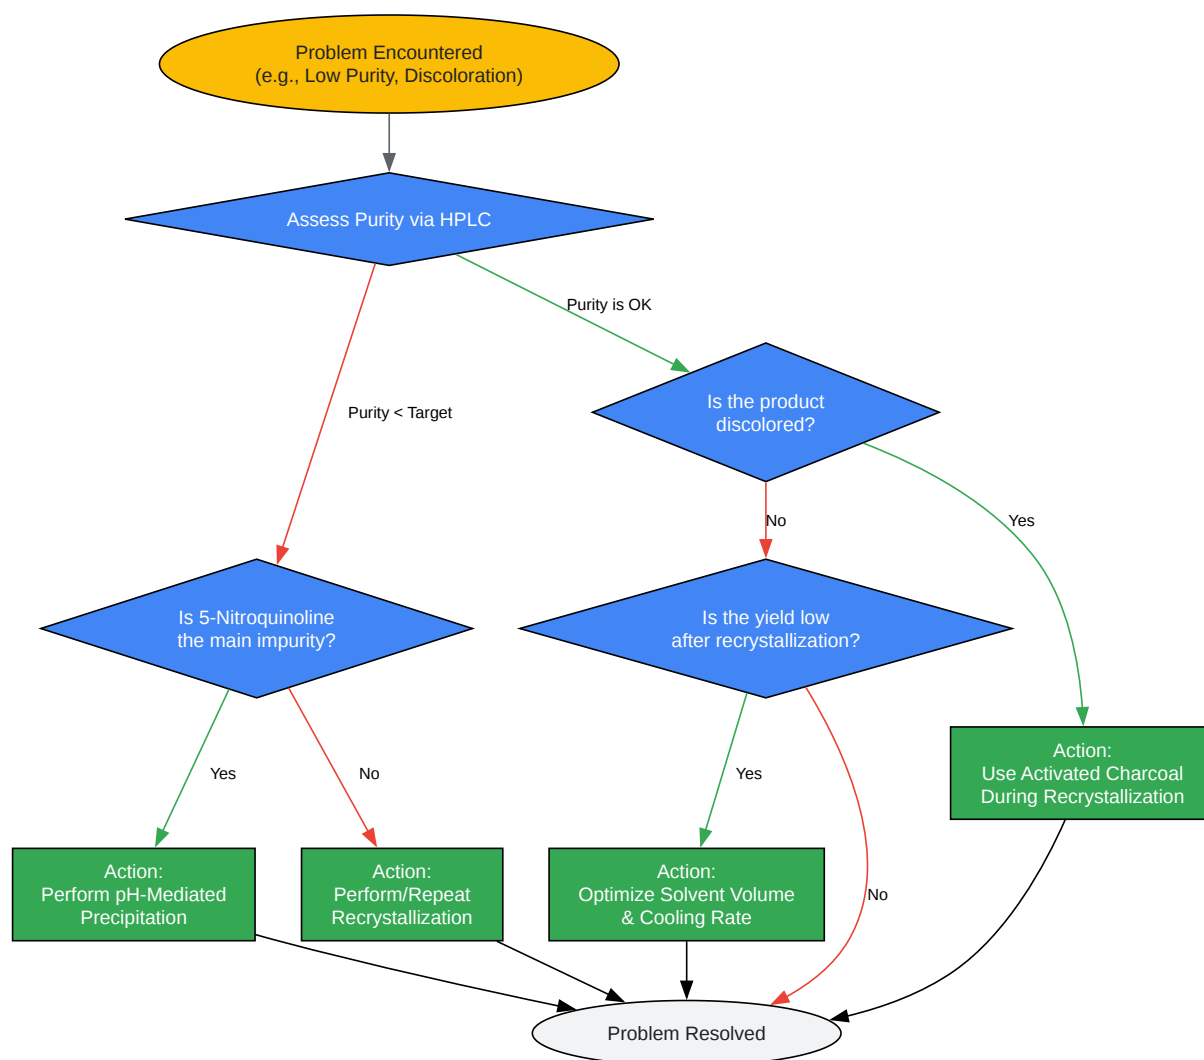 Problem Encountered
(e.g., Low Purity, Discoloration)
Assess Purity via HPLC
Purity is OK
Purity < Target
Is the product
discolored?
No
Yes
Is 5-Nitroquinoline
the main impurity?
Is the yield low
after recrystallization?
Yes
No
Yes
Action:
Use Activated Charcoal
During Recrystallization
Action:
Perform pH-Mediated
Precipitation
Action:
Perform/Repeat
Recrystallization
Action:
Optimize Solvent Volume
& Cooling Rate
No
Problem Resolved